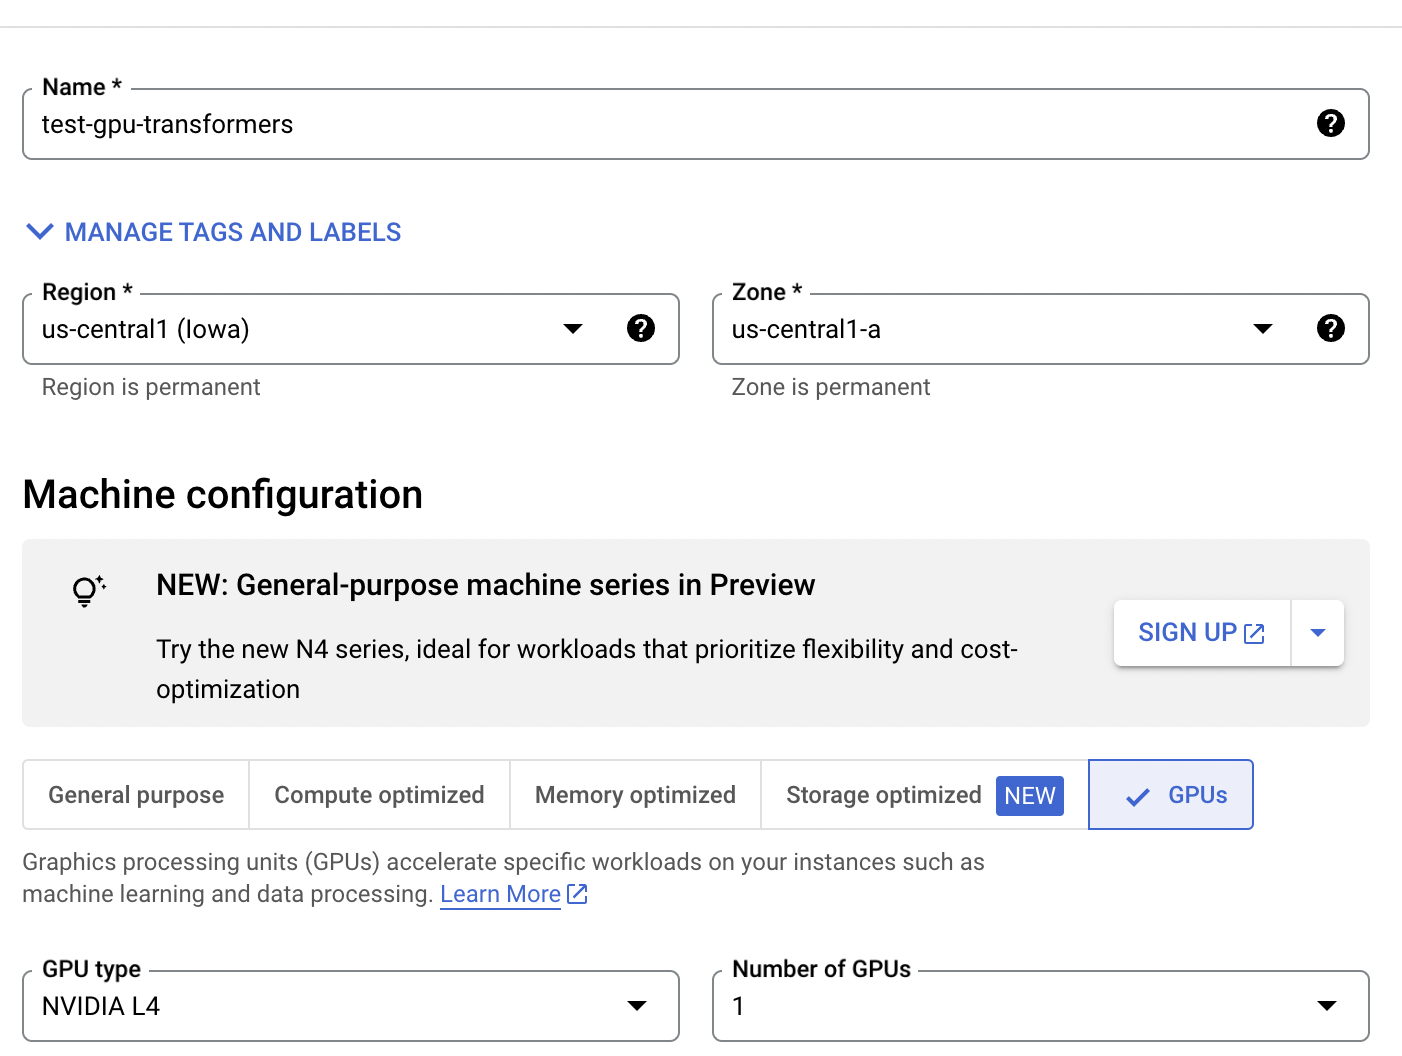 Name *
test-gpu-transformers
MANAGE TAGS AND LABELS
Region *
us-central1 (Iowa)
Region is permanent
Zone *
us-central1-a
Zone is permanent
Machine configuration
NEW: General-purpose machine series in Preview
Try the new N4 series, ideal for workloads that prioritize flexibility and cost-
optimization
SIGN UP
General purpose
Compute optimized
Memory optimized
Storage optimized NEW
GPUs
Graphics processing units (GPUs) accelerate specific workloads on your instances such as
machine learning and data processing. Learn More
GPU type
NVIDIA L4
Number of GPUs
1